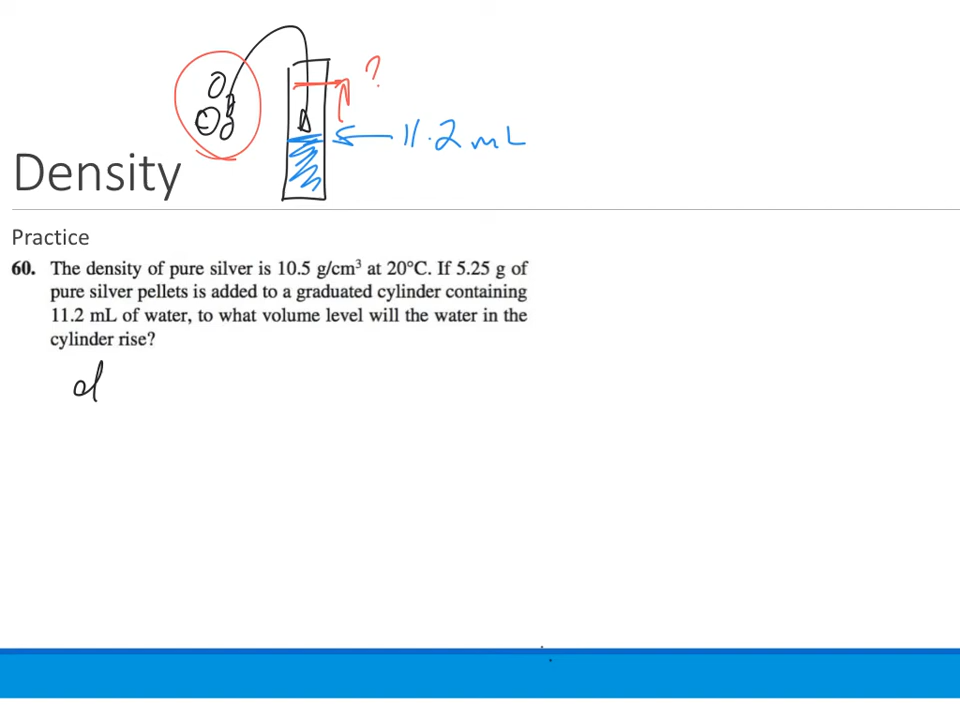 ?
11.2 mL
Density
Practice
60. The density of pure silver is 10.5 g/cm³ at 20°C. If 5.25 g of
pure silver pellets is added to a graduated cylinder containing
11.2 mL of water, to what volume level will the water in the
cylinder rise?
d